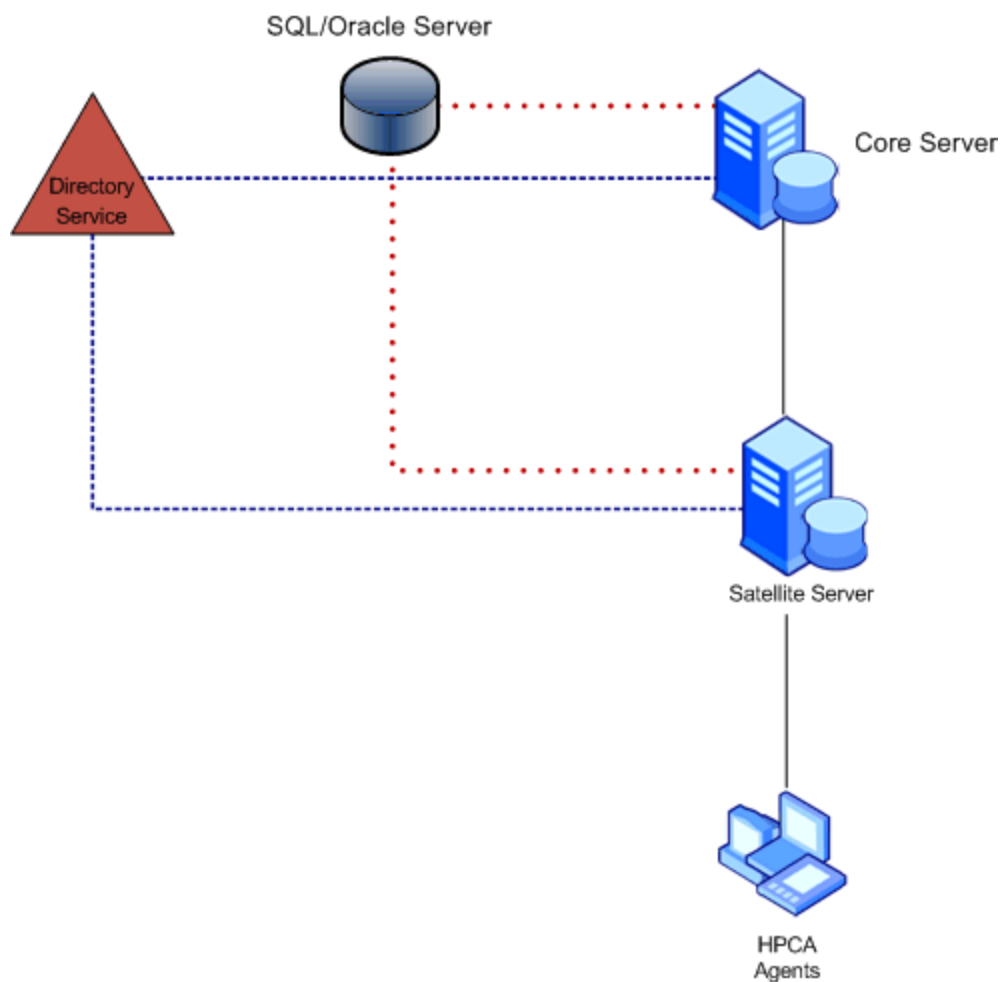 SQL/Oracle Server
Core Server
Directory
Service
Satellite Server
HPCA
Agents